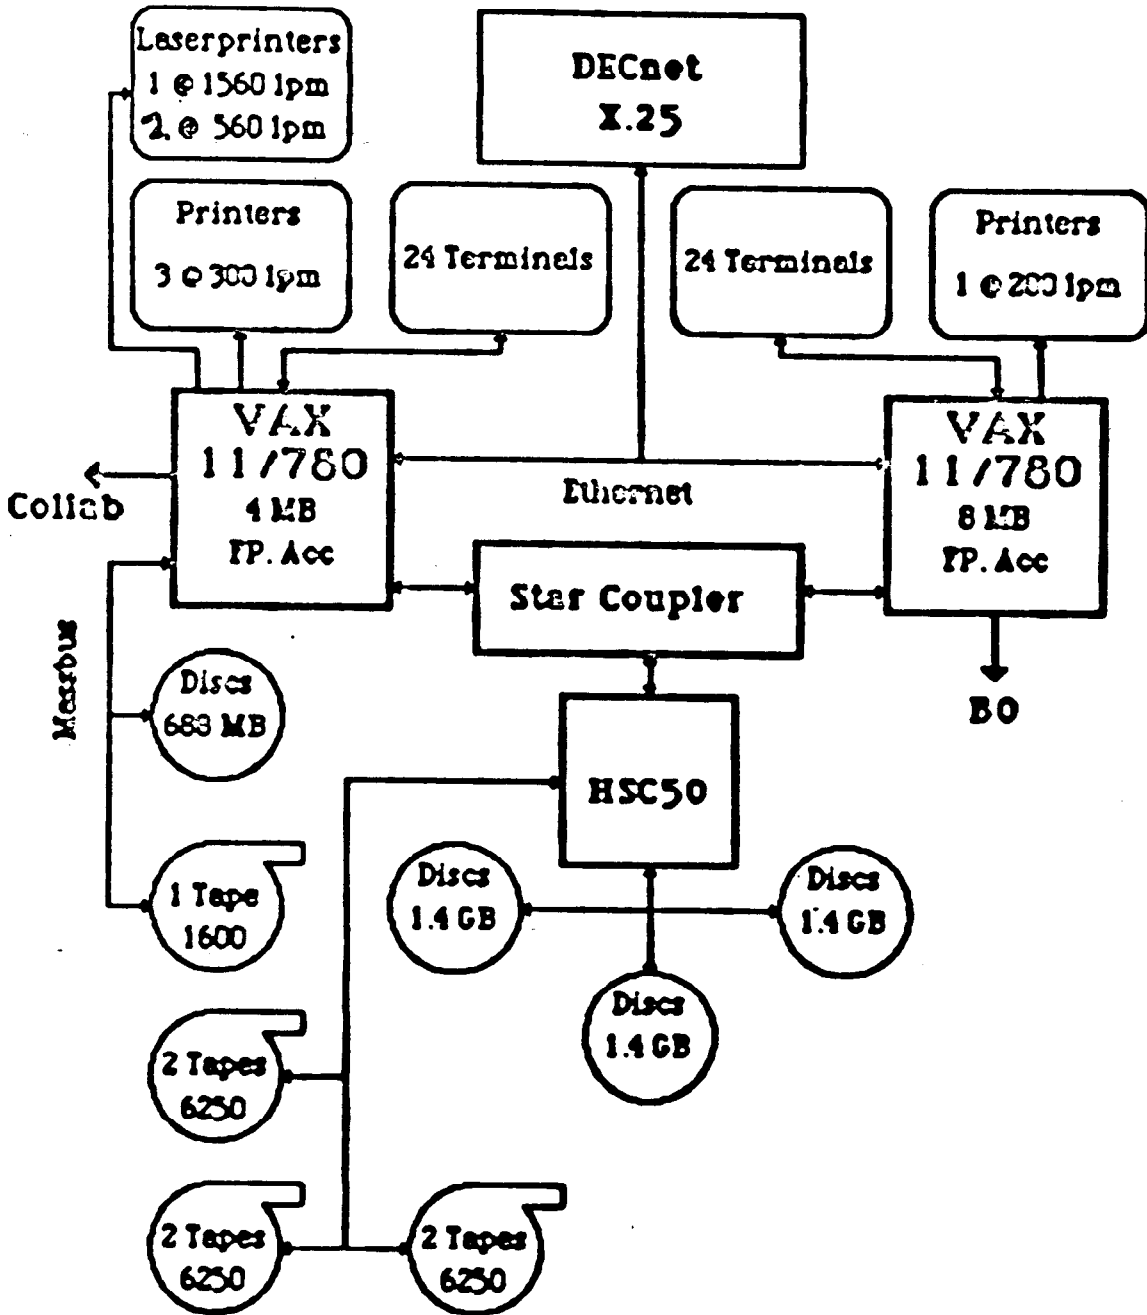 Laserprinters
1 @ 1560 lpm
2 @ 560 lpm
DECnet
X.25
Printers
3 @ 300 lpm
24 Terminals
24 Terminals
Printers
1 @ 200 lpm
VAX
11/780
4 MB
FP. Acc
VAX
11/780
8 MB
FP. Acc
Collab
Ethernet
Star Coupler
Massbus
Discs
688 MB
B0
HSC50
Discs
1.4 GB
Discs
1.4 GB
1 Tape
1600
Discs
1.4 GB
2 Tapes
6250
2 Tapes
6250
2 Tapes
6250